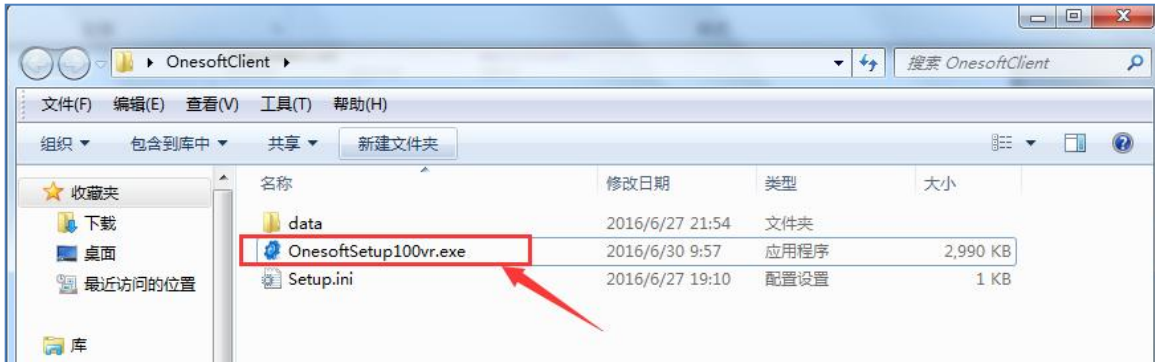 OnesoftClient
搜索 OnesoftClient
文件(F) 编辑(E) 查看(V) 工具(T) 帮助(H)
组织 包含到库中 共享 新建文件夹
收藏夹
下载
桌面
最近访问的位置
库
名称 修改日期 类型 大小
data 2016/6/27 21:54 文件夹
OnesoftSetup100vr.exe 2016/6/30 9:57 应用程序 2,990 KB
Setup.ini 2016/6/27 19:10 配置设置 1 KB